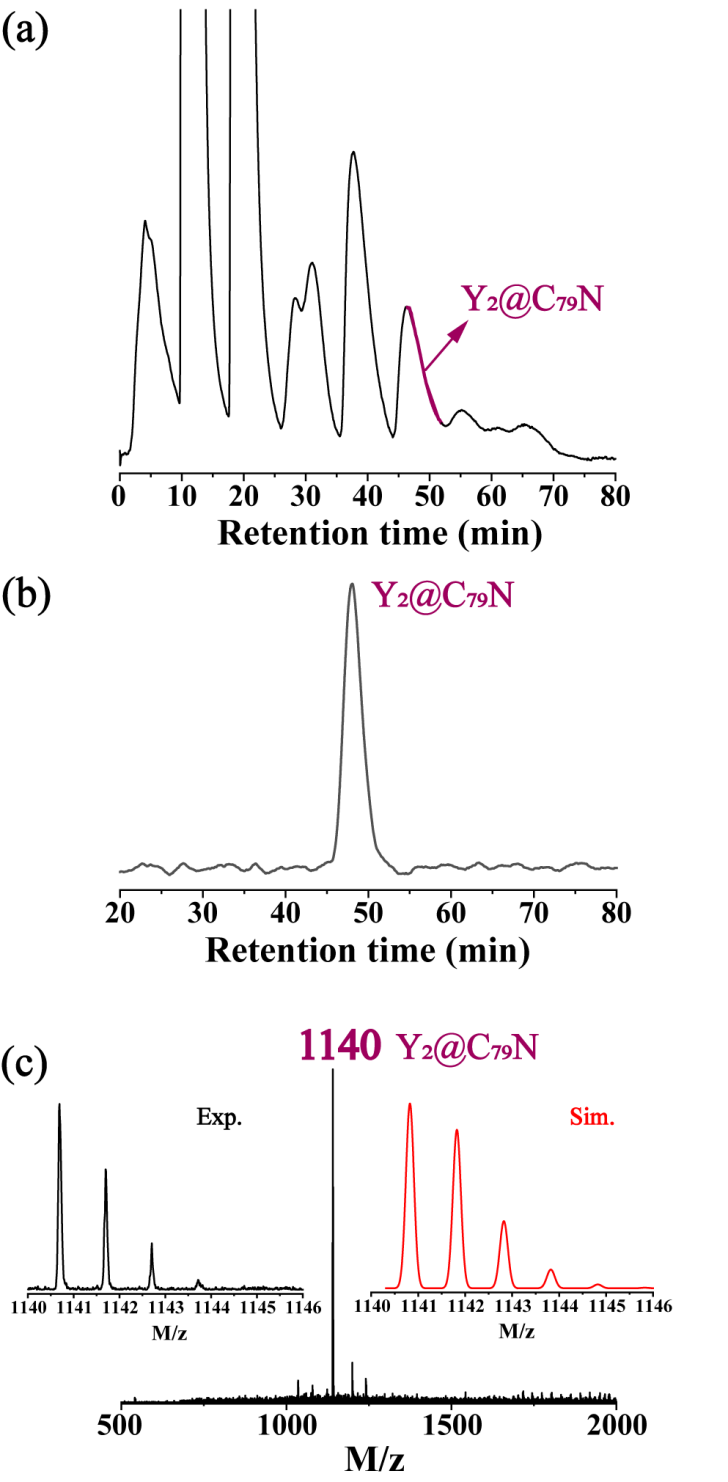 (a)
Y₂@C₇₉N
0 10 20 30 40 50 60 70 80
Retention time (min)
(b)
Y₂@C₇₉N
20 30 40 50 60 70 80
Retention time (min)
(c)
1140 Y₂@C₇₉N
Exp.
Sim.
1140 1141 1142 1143 1144 1145 1146
M/z
1140 1141 1142 1143 1144 1145 1146
M/z
500 1000 1500 2000
M/z